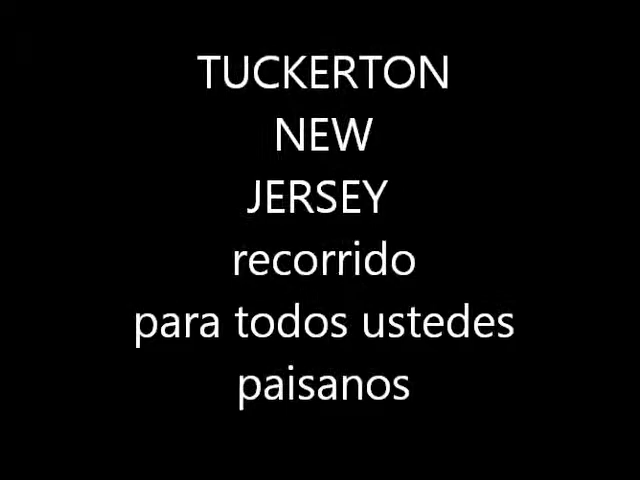 TUCKERTON
NEW
JERSEY
recorrido
para todos ustedes
paisanos